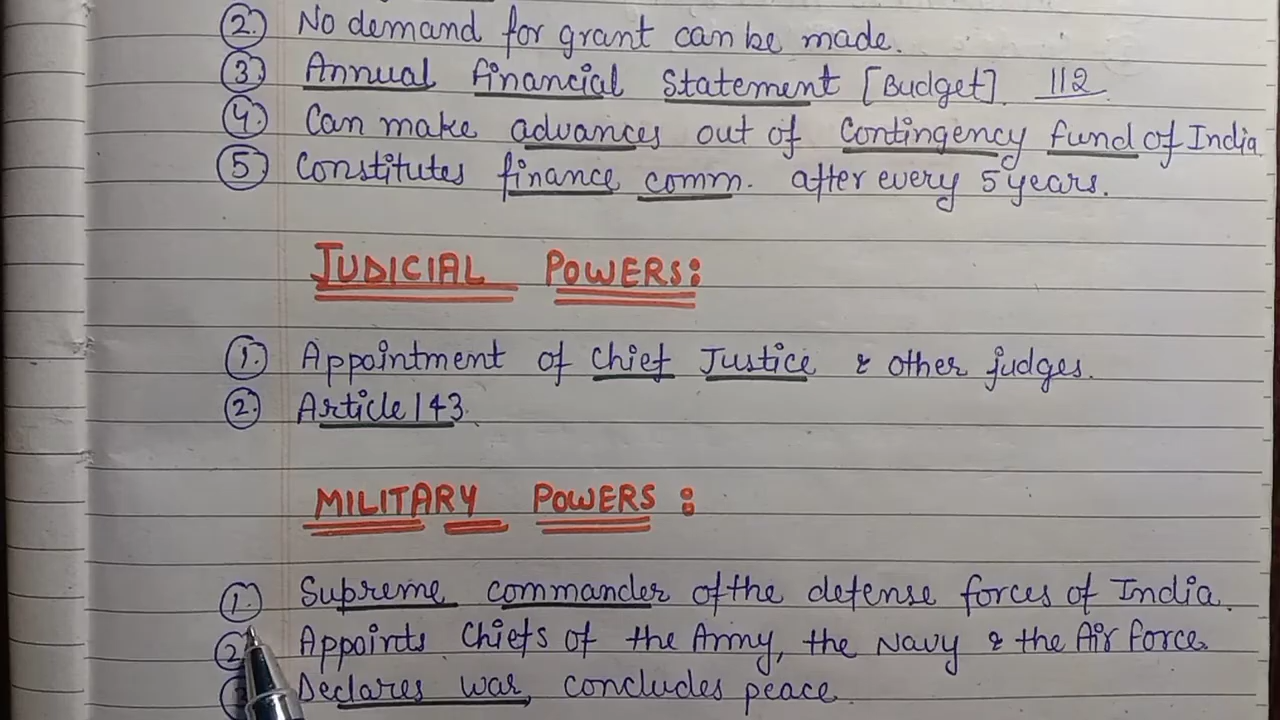 2. No demand for grant can be made.
3. Annual financial Statement [Budget] 112
4. Can make advances out of Contingency fund of India.
5. Constitutes finance comm. after every 5 years.
JUDICIAL POWERS:
1. Appointment of Chief Justice & other judges.
2. Article 143.
MILITARY POWERS:
1. Supreme commander of the defense forces of India.
2. Appoints Chiefs of the Army, the Navy & the Air force.
Declares war, concludes peace.